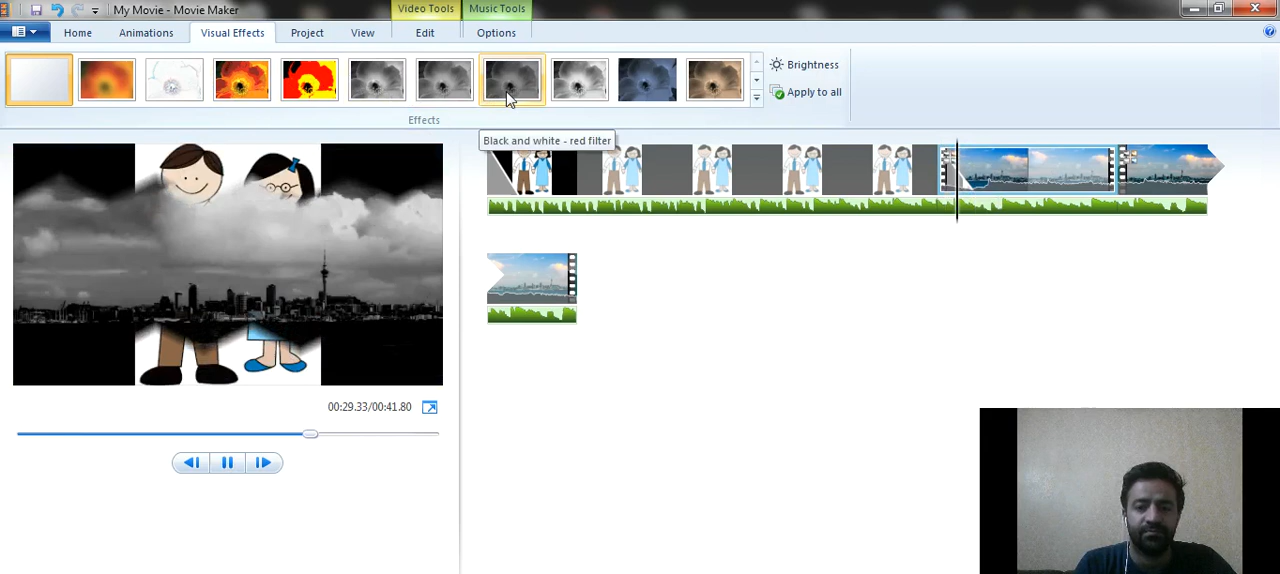 My Movie - Movie Maker
Video Tools
Music Tools
Home
Animations
Visual Effects
Project
View
Edit
Options
Brightness
Apply to all
Effects
Black and white - red filter
00:29.33/00:41.80